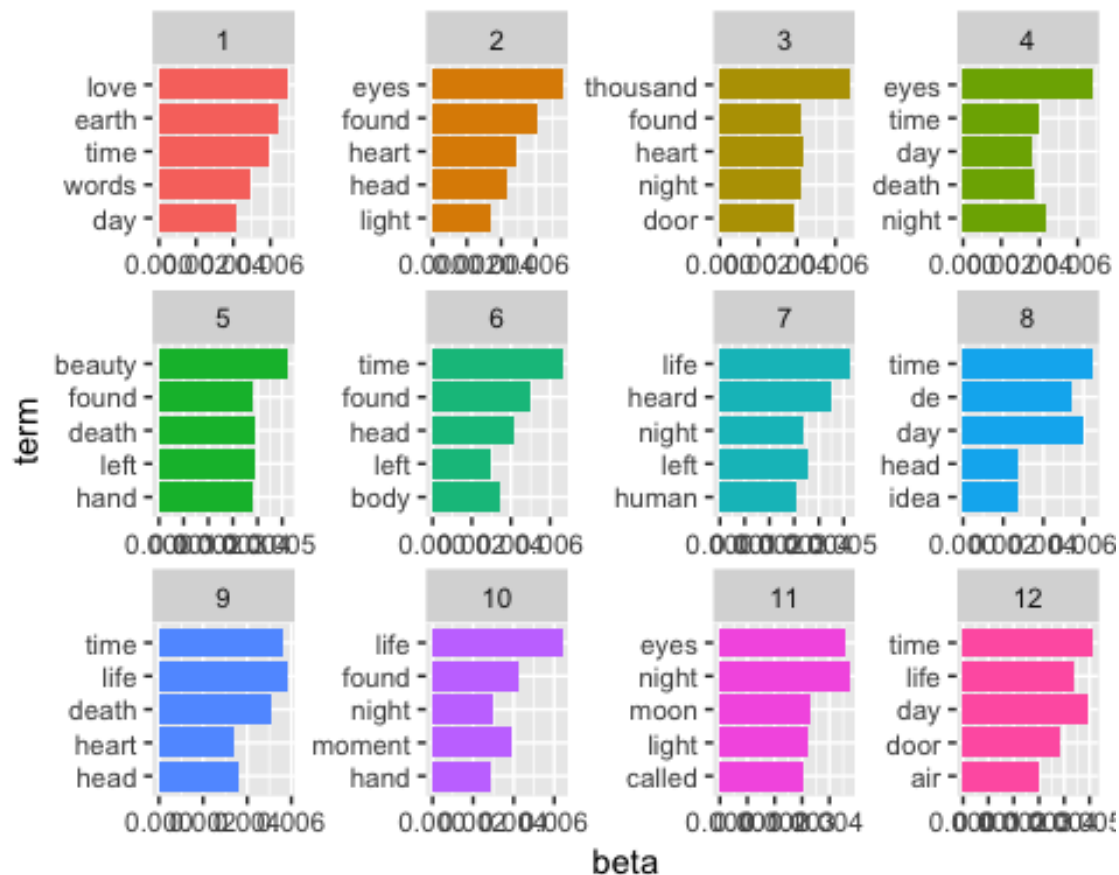 1
love
earth
time
words
day
2
eyes
found
heart
head
light
3
thousand
found
heart
night
door
4
eyes
time
day
death
night
5
beauty
found
death
left
hand
6
time
found
head
left
body
7
life
heard
night
left
human
8
time
de
day
head
idea
9
time
life
death
heart
head
10
life
found
night
moment
hand
11
eyes
night
moon
light
called
12
time
life
day
door
air
term
beta